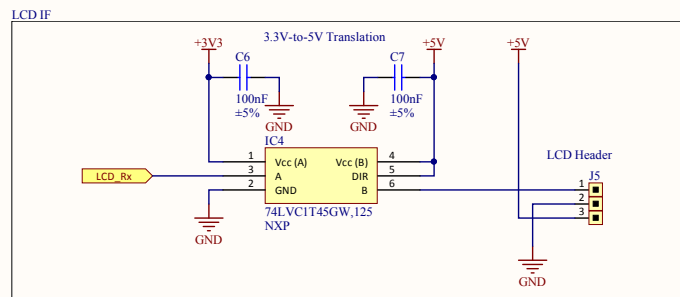 LCD IF
3.3V-to-5V Translation
+3V3
+5V
+5V
C6
C7
100nF
±5%
100nF
±5%
GND
GND
IC4
LCD Header
1
Vcc (A)
Vcc (B)
4
LCD_Rx
3
A
DIR
5
J5
2
GND
B
6
1
2
3
74LVC1T45GW,125
NXP
GND
GND